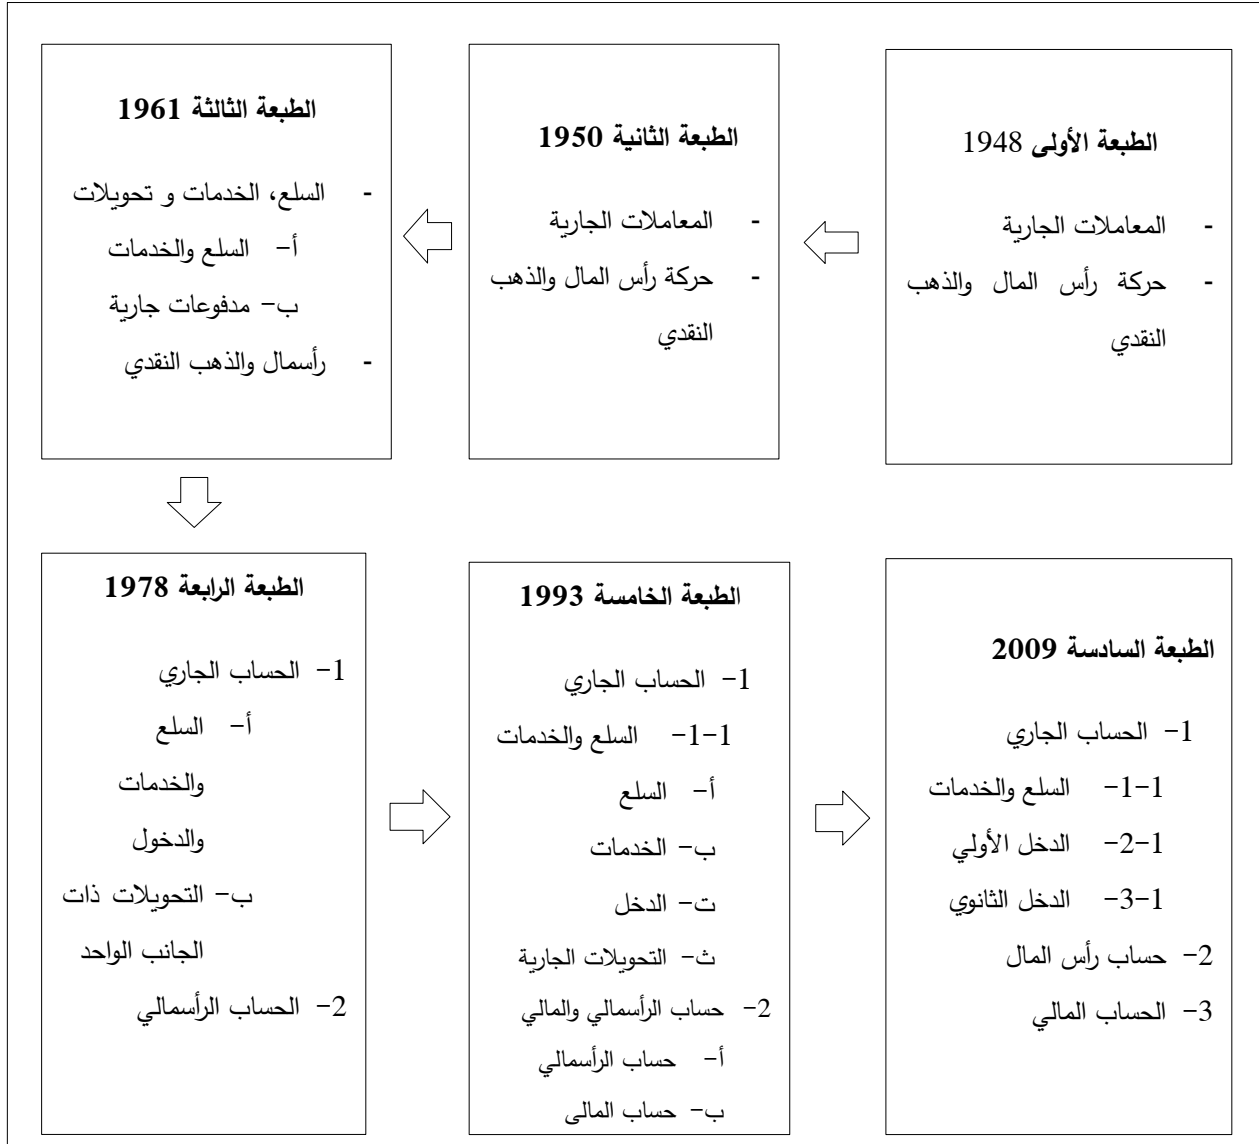 الطبعة الأولى 1948
- المعاملات الجارية
- حركة رأس المال والذهب
النقدي
الطبعة الثانية 1950
- المعاملات الجارية
- حركة رأس المال والذهب
النقدي
الطبعة الثالثة 1961
- السلع، الخدمات و تحويلات
أ- السلع والخدمات
ب- مدفوعات جارية
- رأسمال والذهب النقدي
الطبعة الرابعة 1978
1- الحساب الجاري
أ- السلع
والخدمات
والدخول
ب- التحويلات ذات
الجانب الواحد
2- الحساب الرأسمالي
الطبعة الخامسة 1993
1- الحساب الجاري
1-1- السلع والخدمات
أ- السلع
ب- الخدمات
ت- الدخل
ث- التحويلات الجارية
2- حساب الرأسمالي والمالي
أ- حساب الرأسمالي
ب- حساب المالي
الطبعة السادسة 2009
1- الحساب الجاري
1-1- السلع والخدمات
1-2- الدخل الأولي
1-3- الدخل الثانوي
2- حساب رأس المال
3- الحساب المالي